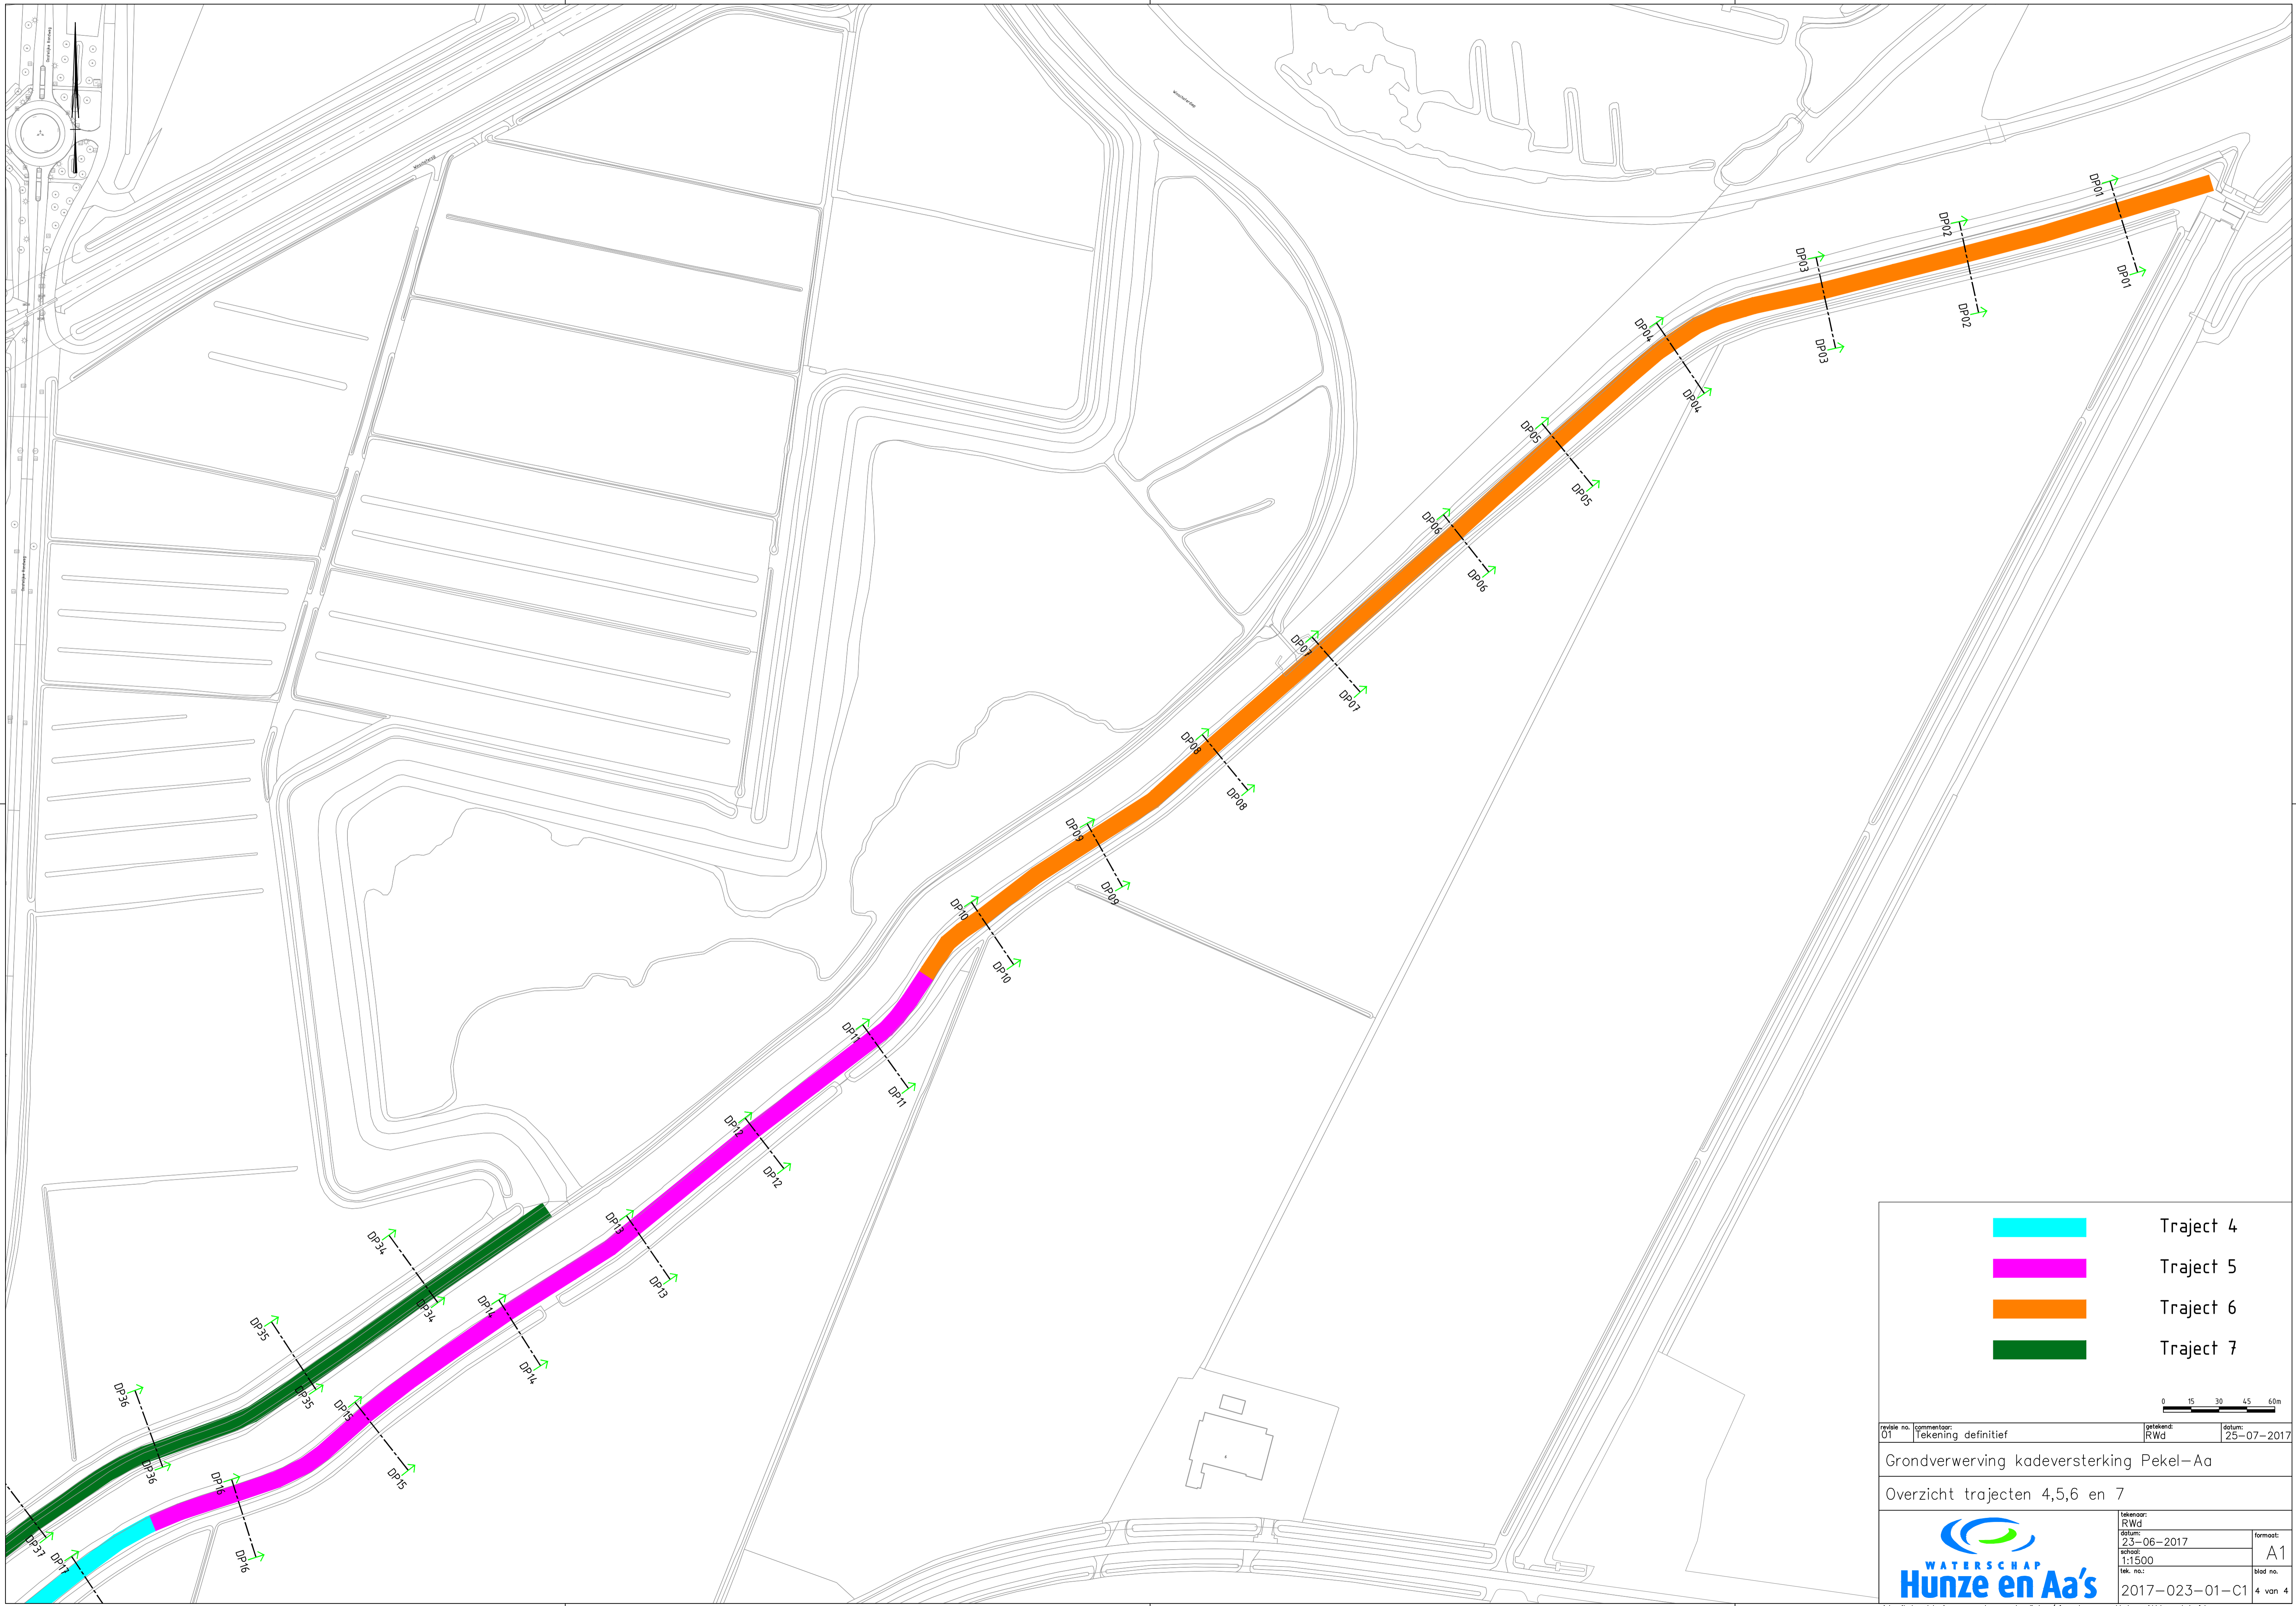 Winschoterdiep
DP01
DP02
DP03
DP01
DP02
DP03
DP04
DP04
DP05
DP05
DP06
DP06
DP07
DP07
DP08
DP08
DP09
DP09
DP10
DP10
DP11
DP11
DP12
DP12
DP13
DP13
DP34
DP34
DP14
DP14
DP35
DP35
DP15
DP15
DP36
DP36
DP16
DP16
DP37
DP17
Traject 4
Traject 5
Traject 6
Traject 7
0 15 30 45 60m
revisie no. commentaar: getekend: datum:
01 Tekening definitief RWd 25-07-2017
Grondverwerving kadeversterking Pekel-Aa
Overzicht trajecten 4,5,6 en 7
WATERSCHAP
Hunze en Aa's
tekenaar:
RWd
datum:
23-06-2017
schaal:
1:1500
formaat:
A1
tek. no.:
2017-023-01-C1
blad no.
4 van 4